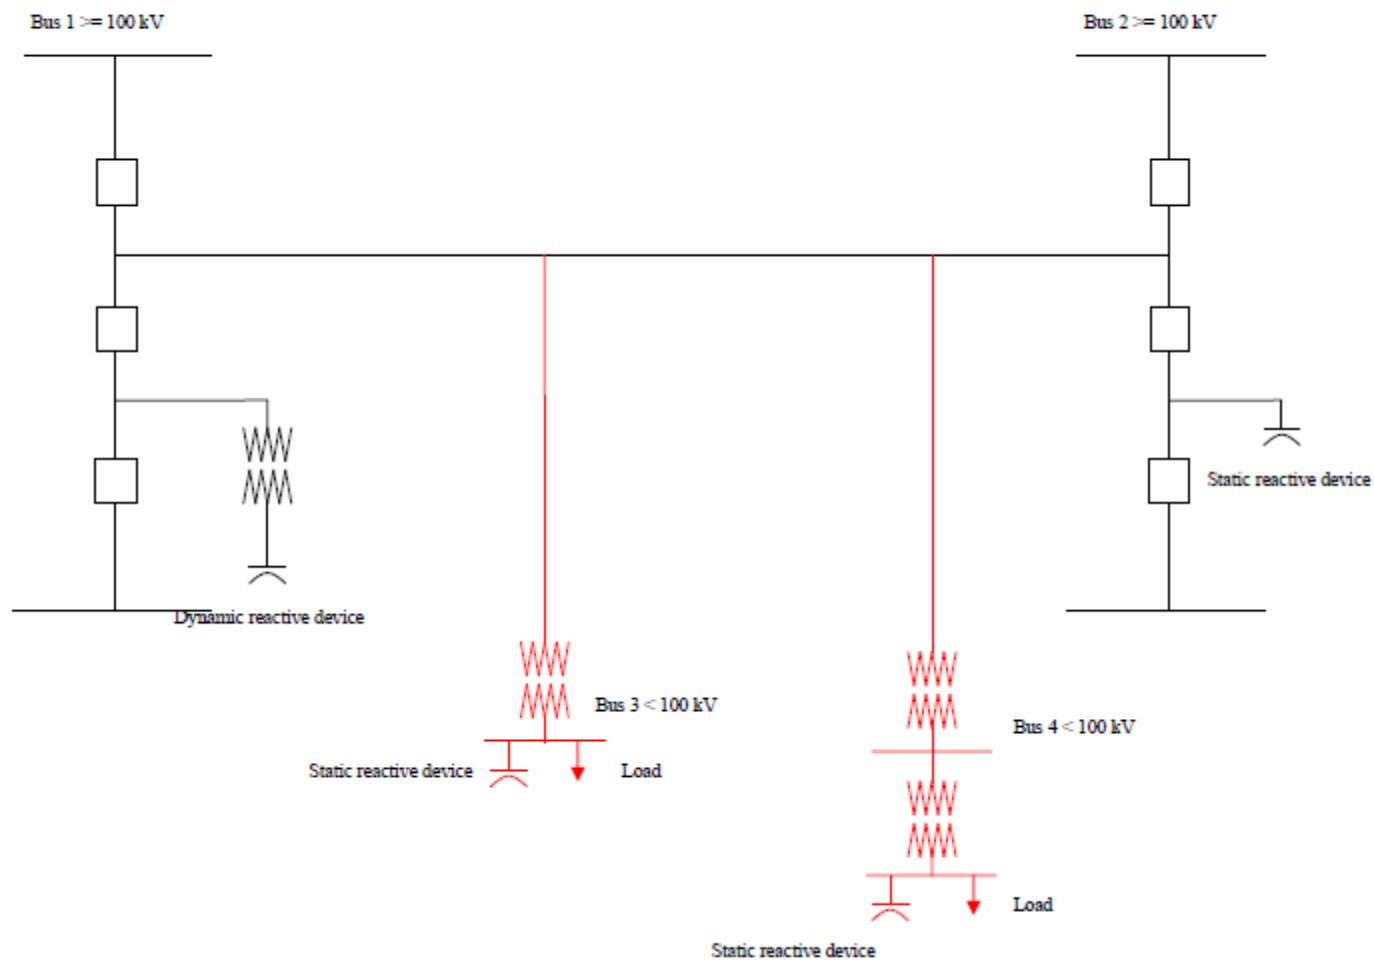 Bus 1 >= 100 kV
Bus 2 >= 100 kV
Static reactive device
Dynamic reactive device
Bus 3 < 100 kV
Bus 4 < 100 kV
Static reactive device
Load
Load
Static reactive device